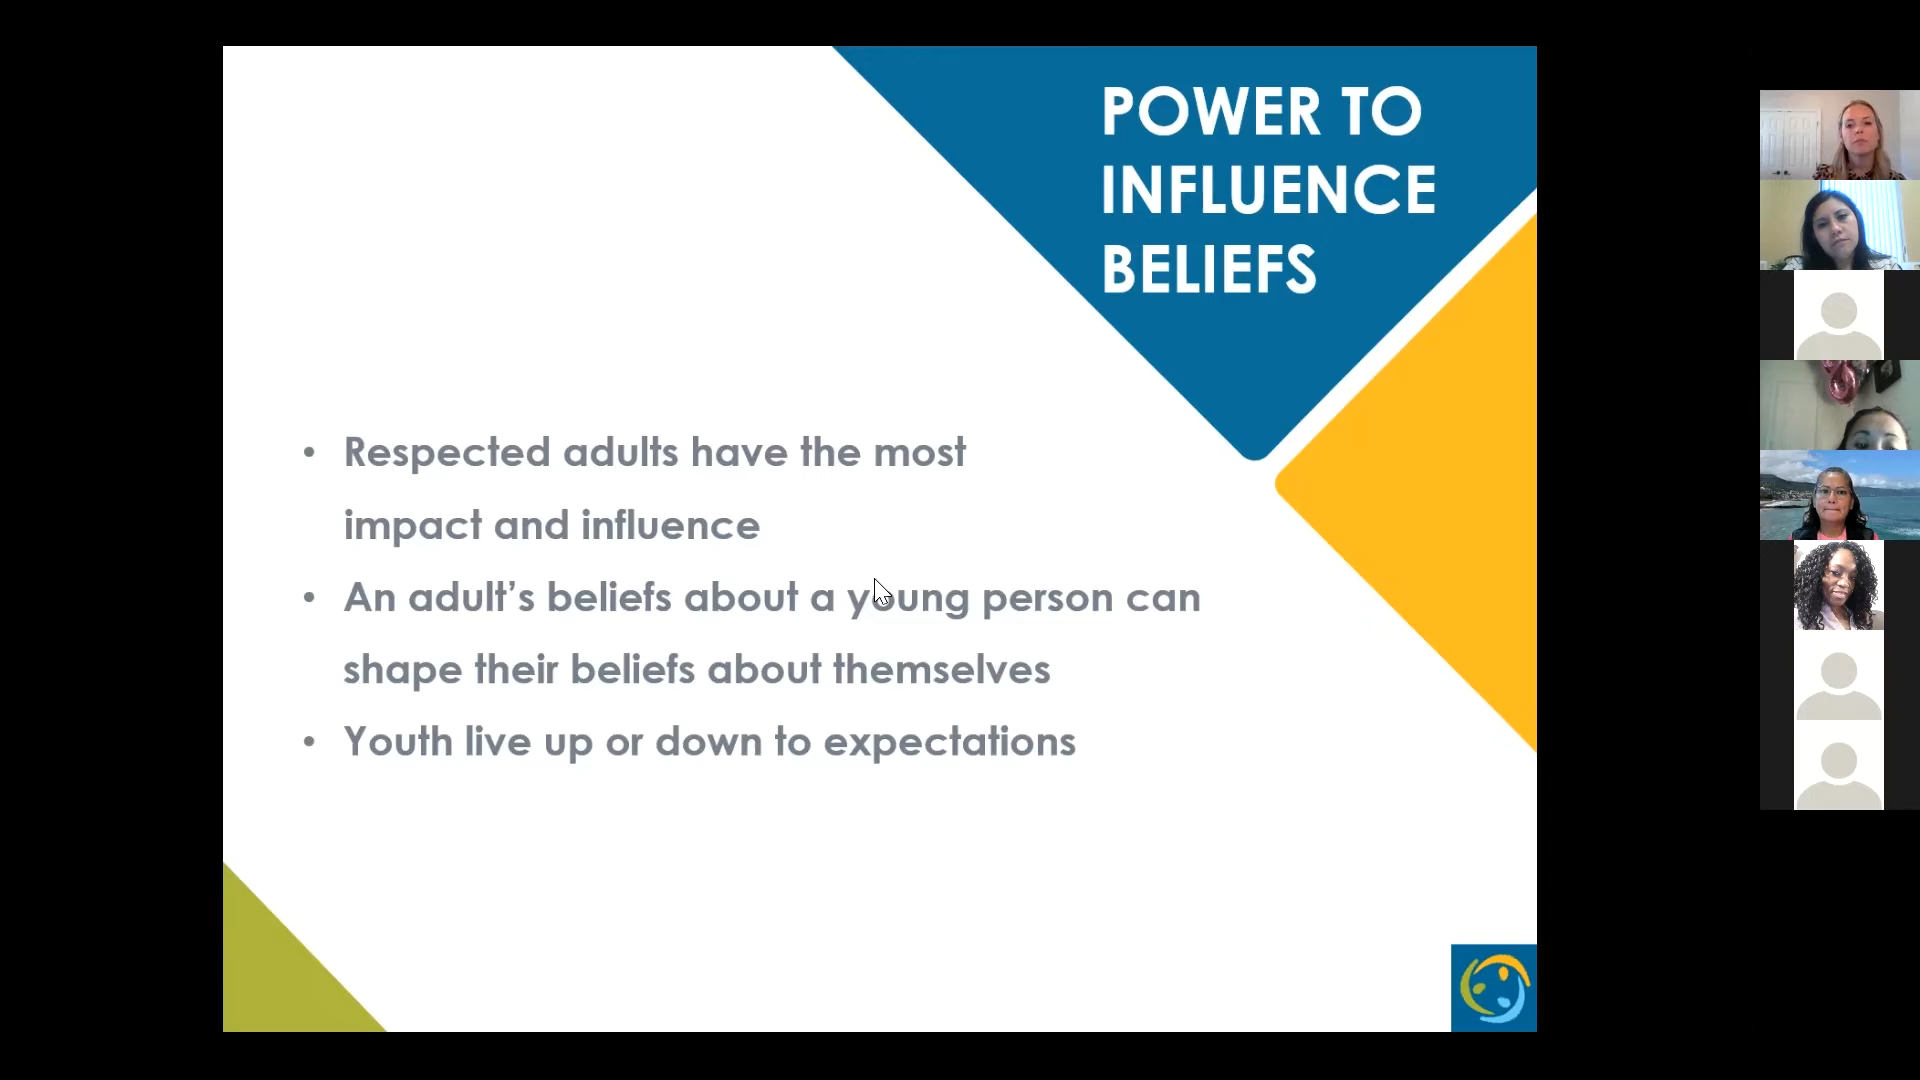 POWER TO
INFLUENCE
BELIEFS
• Respected adults have the most
impact and influence
• An adult’s beliefs about a young person can
shape their beliefs about themselves
• Youth live up or down to expectations